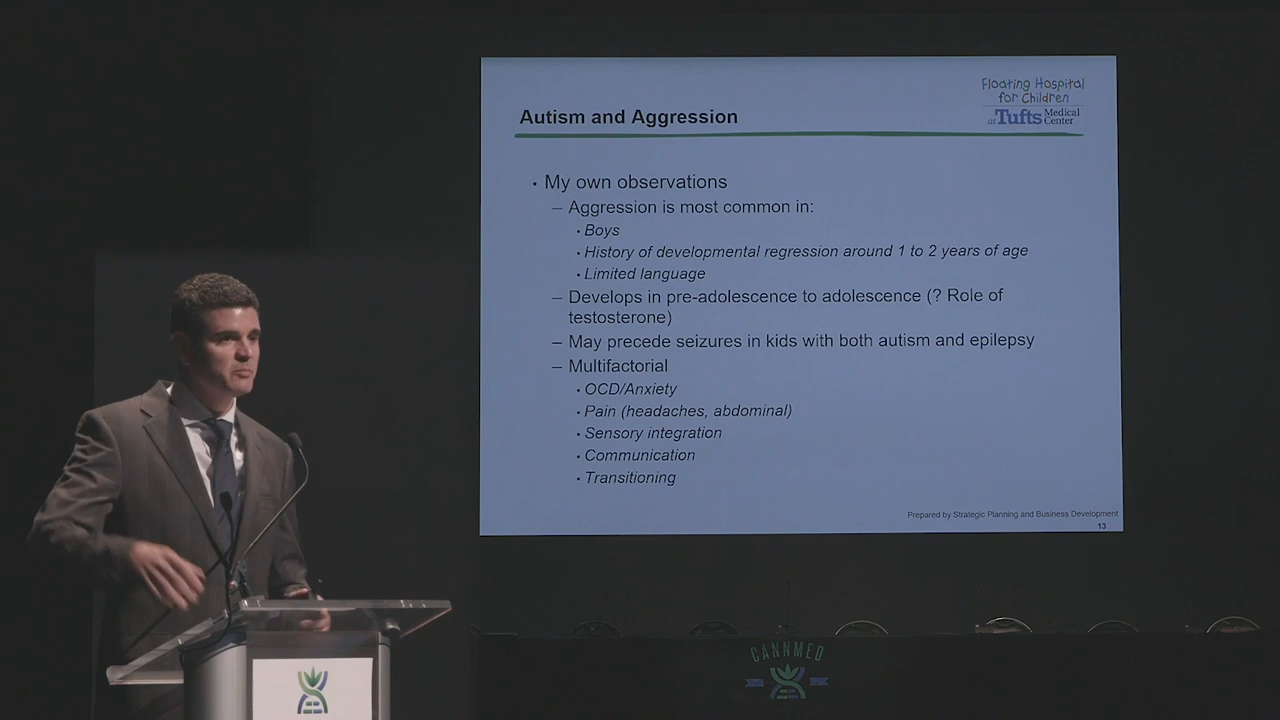 Floating Hospital
for Children
at Tufts Medical
Center
Autism and Aggression
• My own observations
– Aggression is most common in:
• Boys
• History of developmental regression around 1 to 2 years of age
• Limited language
– Develops in pre-adolescence to adolescence (? Role of
testosterone)
– May precede seizures in kids with both autism and epilepsy
– Multifactorial
• OCD/Anxiety
• Pain (headaches, abdominal)
• Sensory integration
• Communication
• Transitioning
Prepared by Strategic Planning and Business Development
13
CANNMED